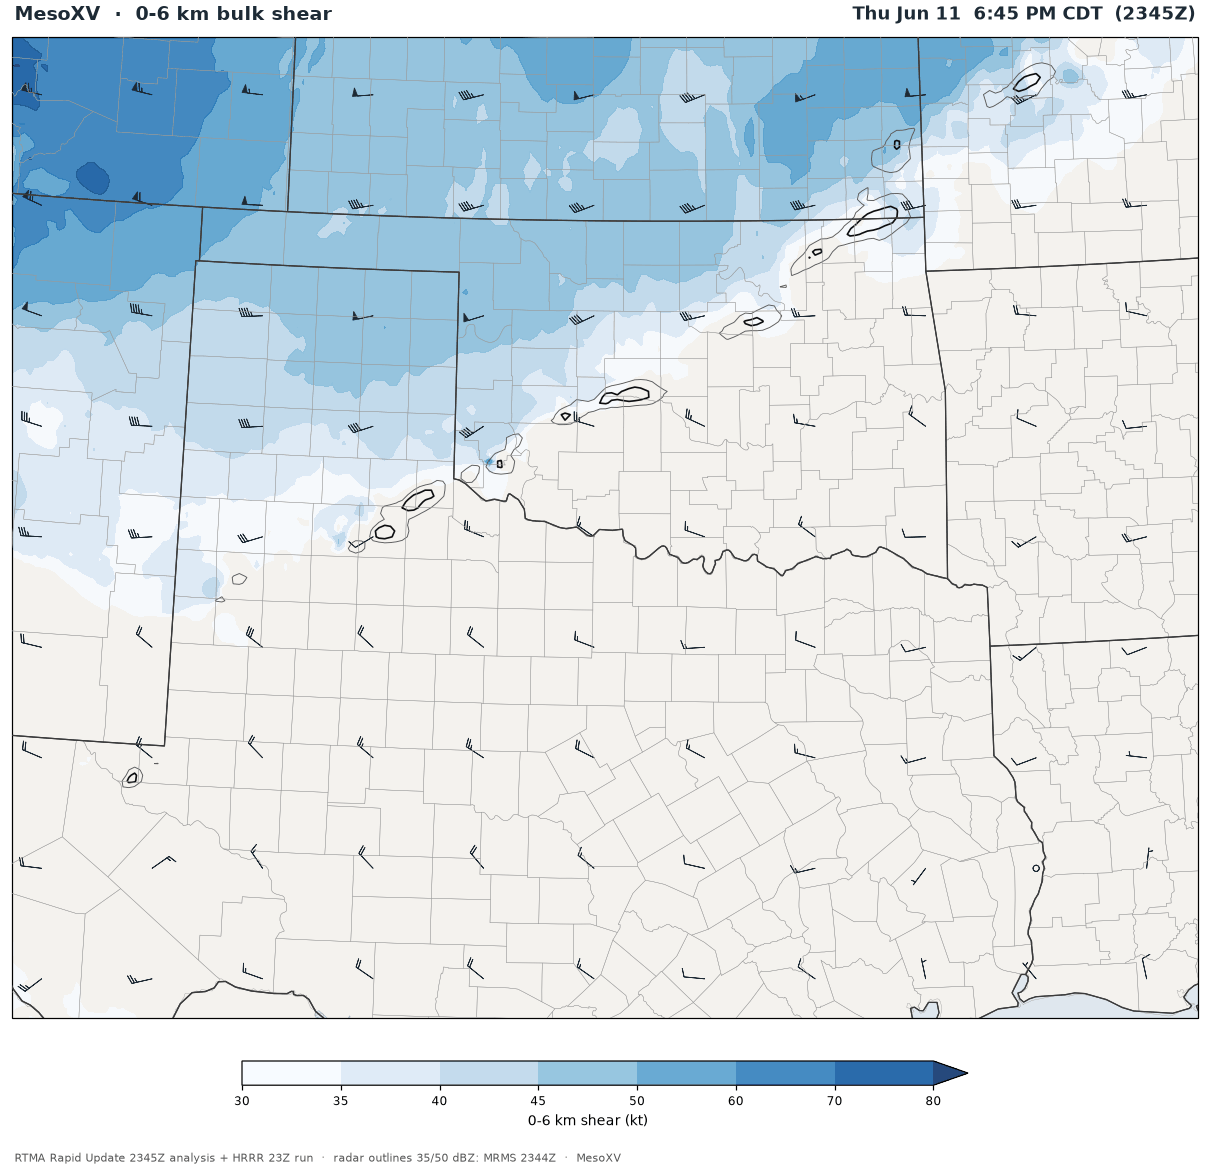 MesoXV · 0-6 km bulk shear
Thu Jun 11 6:45 PM CDT (2345Z)
30 35 40 45 50 60 70 80
0-6 km shear (kt)
RTMA Rapid Update 2345Z analysis + HRRR 23Z run · radar outlines 35/50 dBZ: MRMS 2344Z · MesoXV